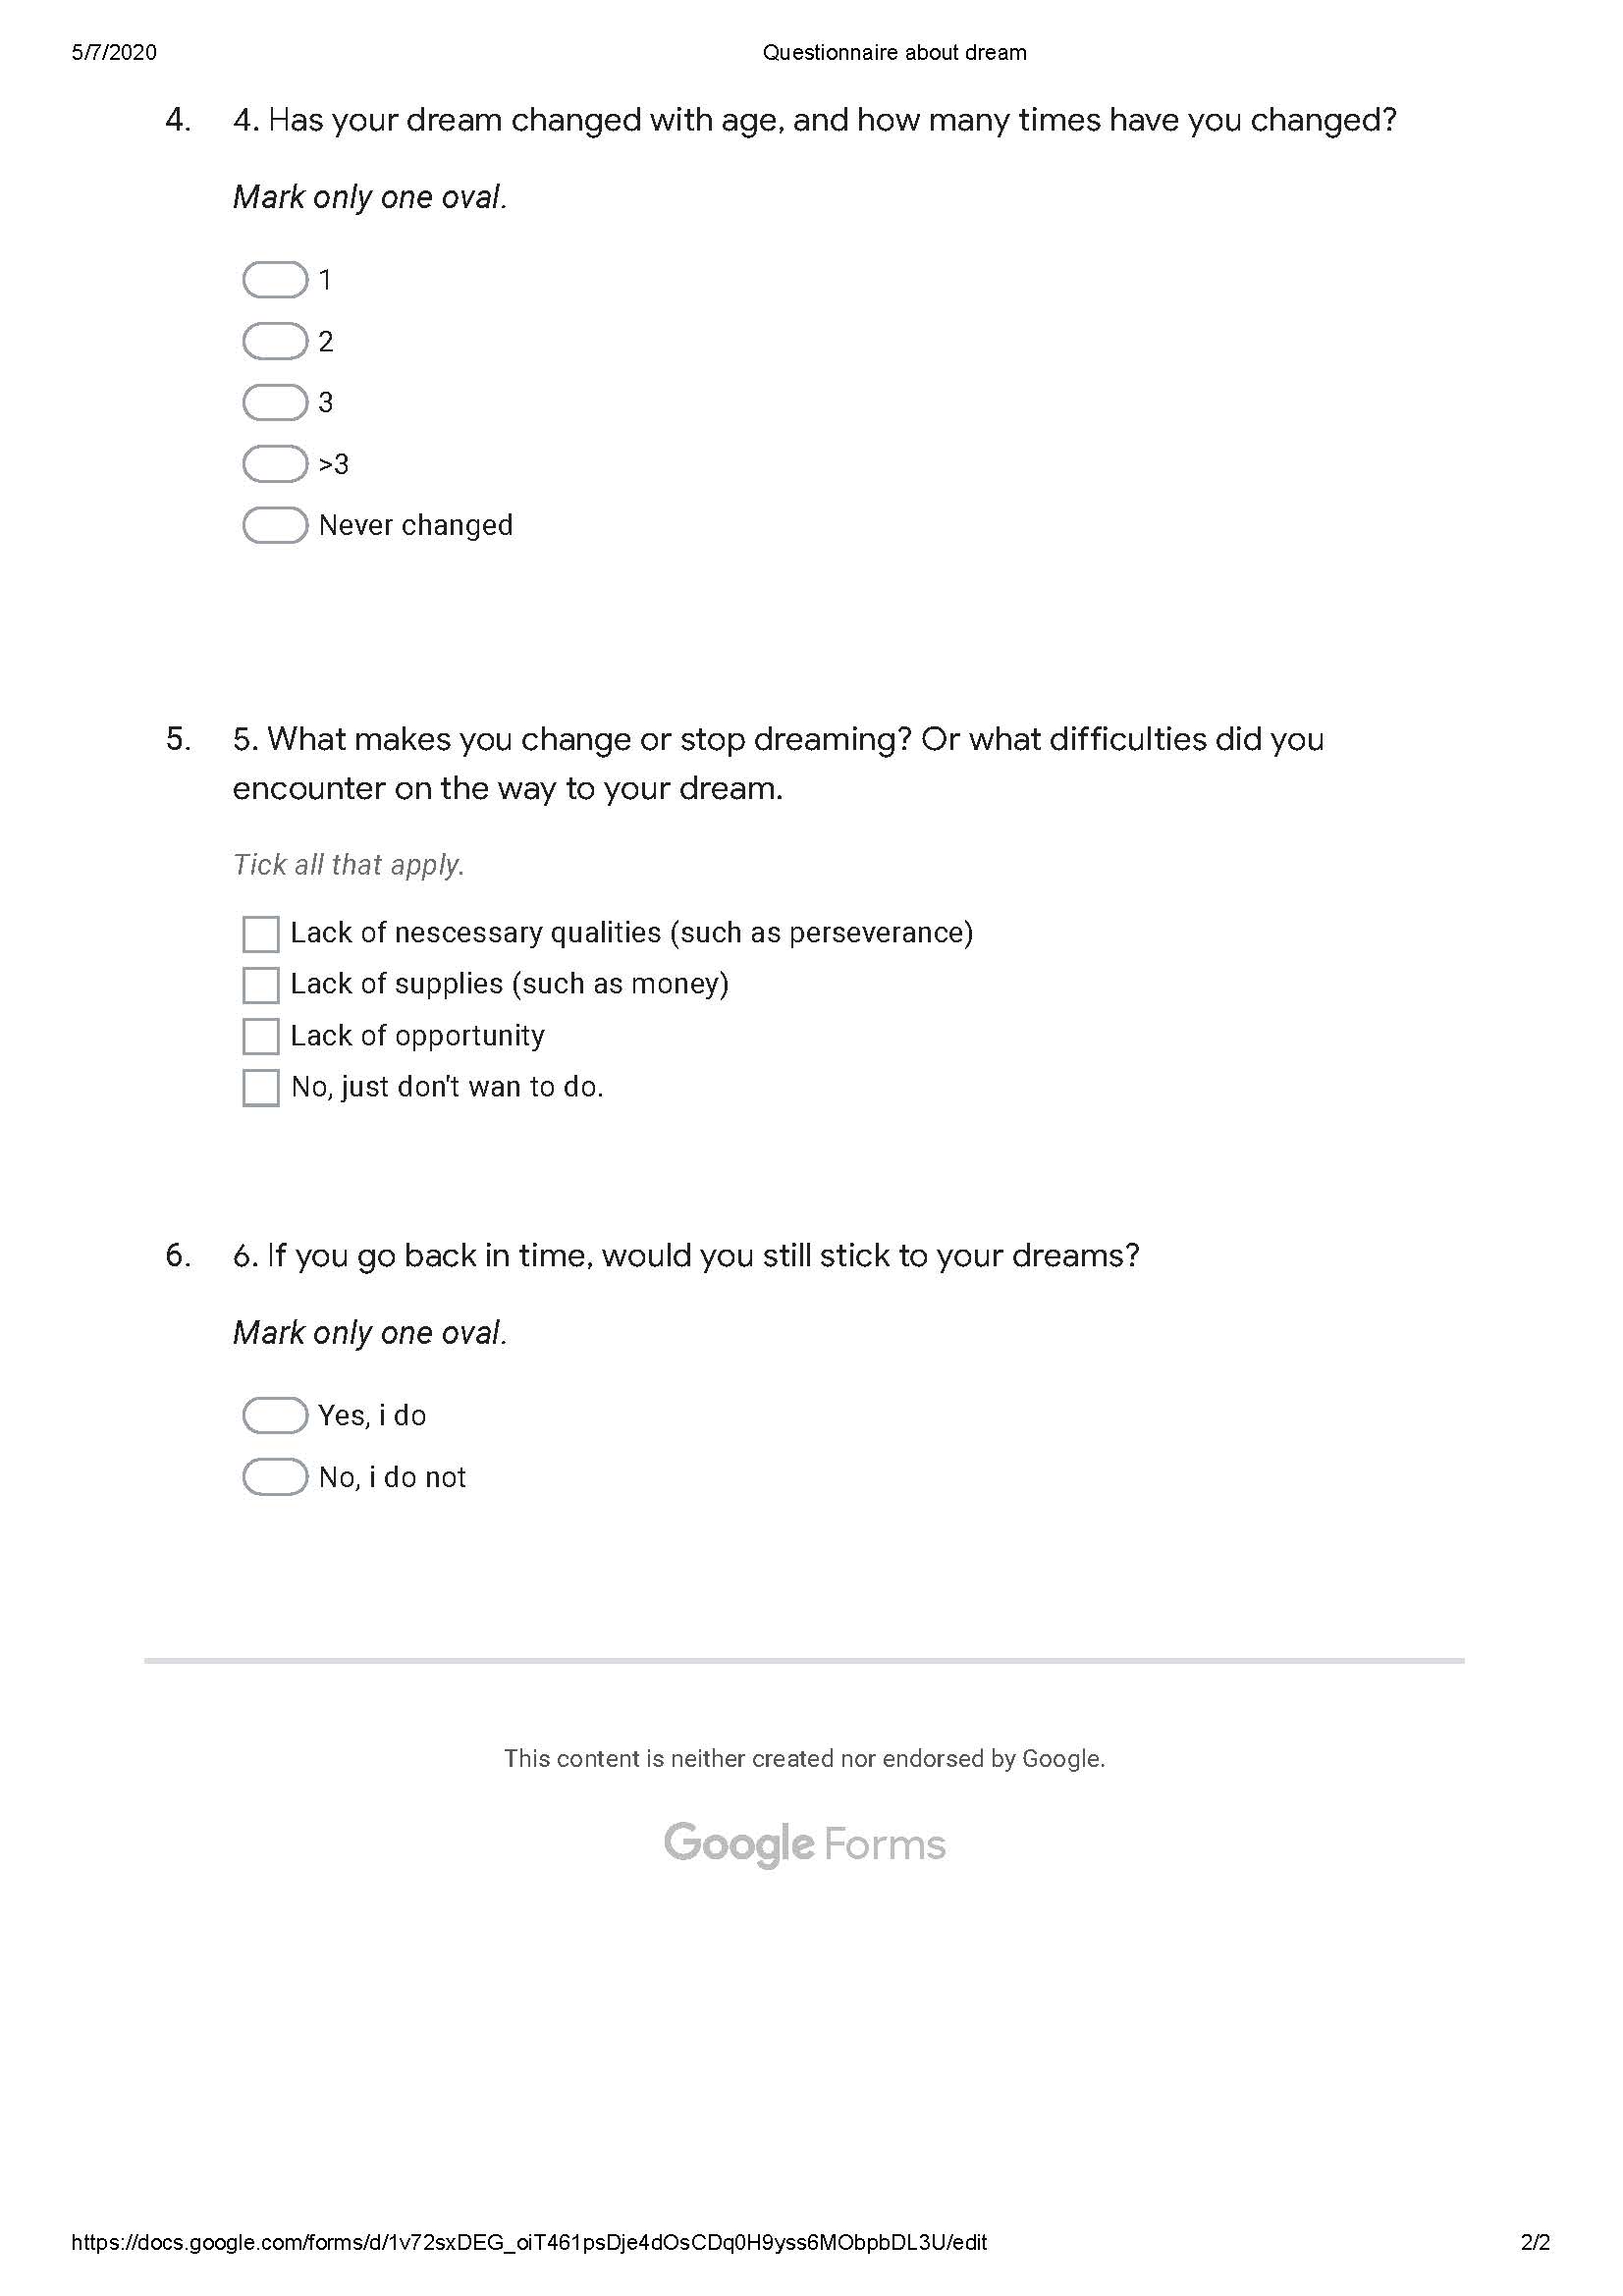 5/7/2020 Questionnaire about dream
4. 4. Has your dream changed with age, and how many times have you changed?
Mark only one oval.
1
2
3
>3
Never changed
5. 5. What makes you change or stop dreaming? Or what difficulties did you
encounter on the way to your dream.
Tick all that apply.
Lack of nescessary qualities (such as perseverance)
Lack of supplies (such as money)
Lack of opportunity
No, just don't wan to do.
6. 6. If you go back in time, would you still stick to your dreams?
Mark only one oval.
Yes, i do
No, i do not
This content is neither created nor endorsed by Google.
Google Forms
https://docs.google.com/forms/d/1v72sxDEG_oiT461psDje4dOsCDq0H9yss6MObpbDL3U/edit 2/2